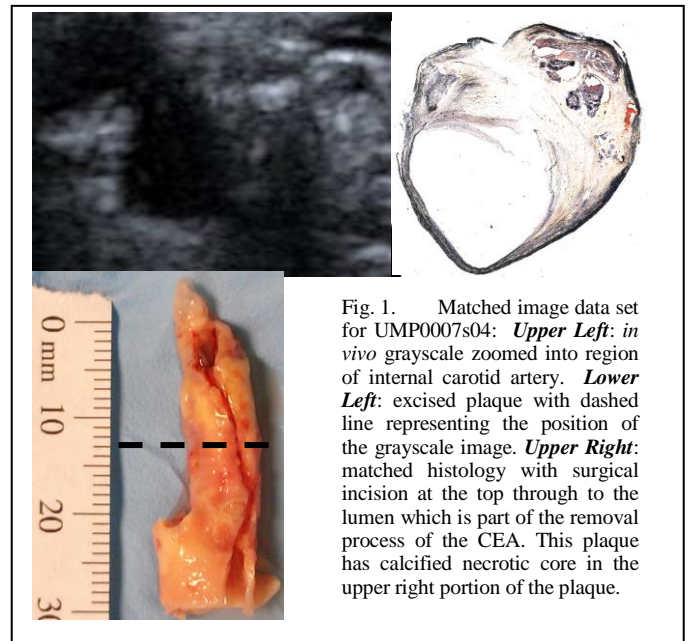 0 mm
10
20
30
Fig. 1. Matched image data set
for UMP0007s04: Upper Left: in
vivo grayscale zoomed into region
of internal carotid artery. Lower
Left: excised plaque with dashed
line representing the position of
the grayscale image. Upper Right:
matched histology with surgical
incision at the top through to the
lumen which is part of the removal
process of the CEA. This plaque
has calcified necrotic core in the
upper right portion of the plaque.